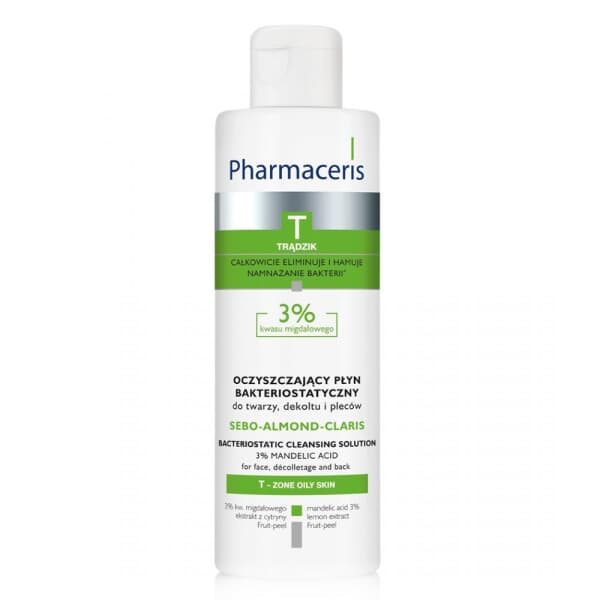 Pharmaceris
T
TRĄDZIK
CAŁKOWICIE ELIMINUJE I HAMUJE
NAMNAŻANIE BAKTERII*
3%
kwasu migdałowego
OCZYSZCZAJĄCY PŁYN
BAKTERIOSTATYCZNY
do twarzy, dekoltu i pleców
SEBO-ALMOND-CLARIS
BACTERIOSTATIC CLEANSING SOLUTION
3% MANDELIC ACID
for face, décolletage and back
T - ZONE OILY SKIN
3% kw. migdałowego
ekstrakt z cytryny
Fruit-peel
mandelic acid 3%
lemon extract
Fruit-peel